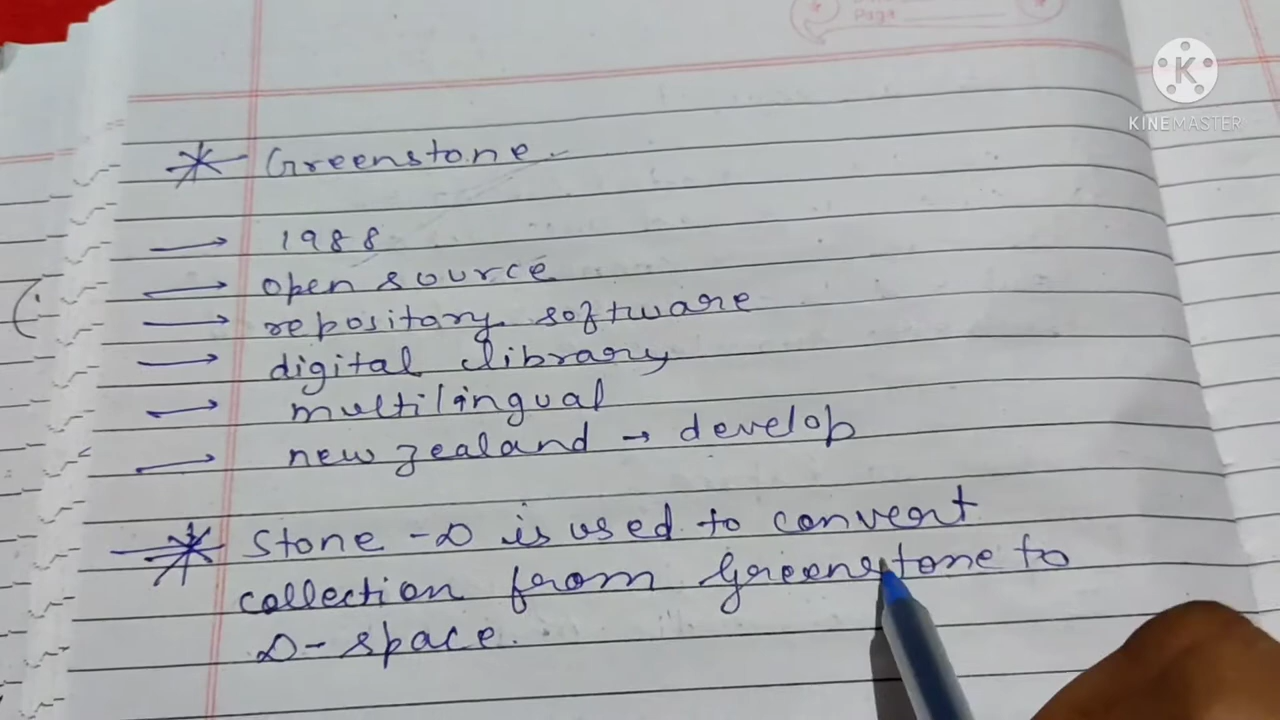 Page
KINEMASTER
* Greenstone.
→ 1988
→ open source
→ repository software
→ digital library
→ multilingual
→ new zealand → develop
* Stone-D is used to convert
collection from Greenstone to
D-space.